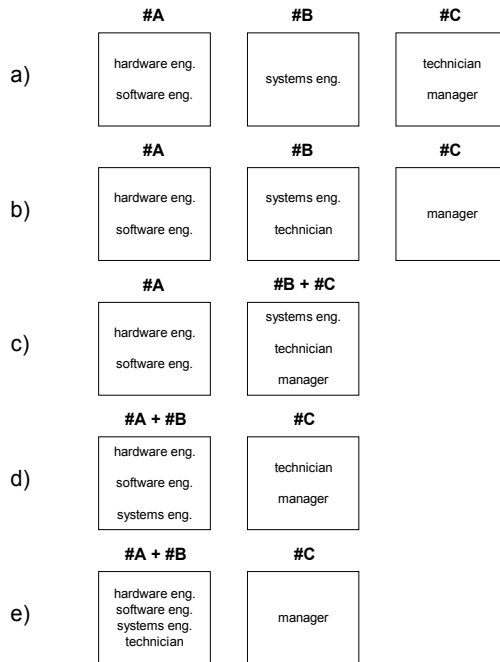 #A #B #C
a)
hardware eng.
software eng.
systems eng.
technician
manager
#A #B #C
b)
hardware eng.
software eng.
systems eng.
technician
manager
#A #B + #C
c)
hardware eng.
software eng.
systems eng.
technician
manager
#A + #B #C
d)
hardware eng.
software eng.
systems eng.
technician
manager
#A + #B #C
e)
hardware eng.
software eng.
systems eng.
technician
manager